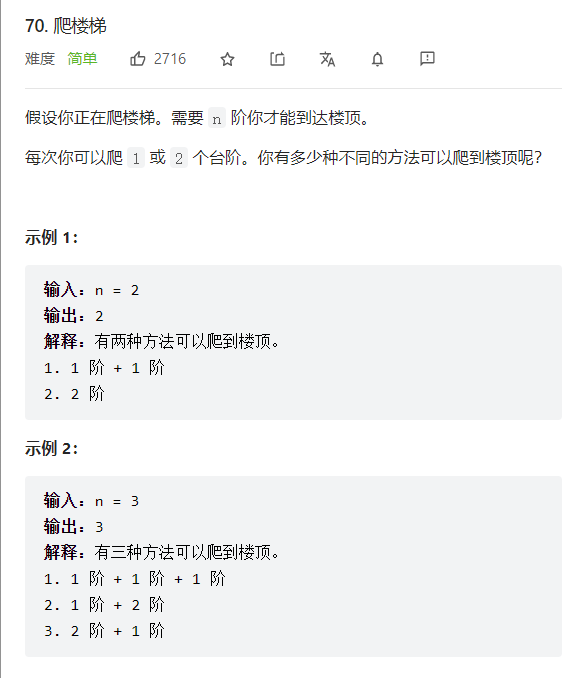 70. 爬楼梯
难度 简单 2716
假设你正在爬楼梯。需要 n 阶你才能到达楼顶。
每次你可以爬 1 或 2 个台阶。你有多少种不同的方法可以爬到楼顶呢？
示例 1：
输入：n = 2
输出：2
解释：有两种方法可以爬到楼顶。
1. 1 阶 + 1 阶
2. 2 阶
示例 2：
输入：n = 3
输出：3
解释：有三种方法可以爬到楼顶。
1. 1 阶 + 1 阶 + 1 阶
2. 1 阶 + 2 阶
3. 2 阶 + 1 阶